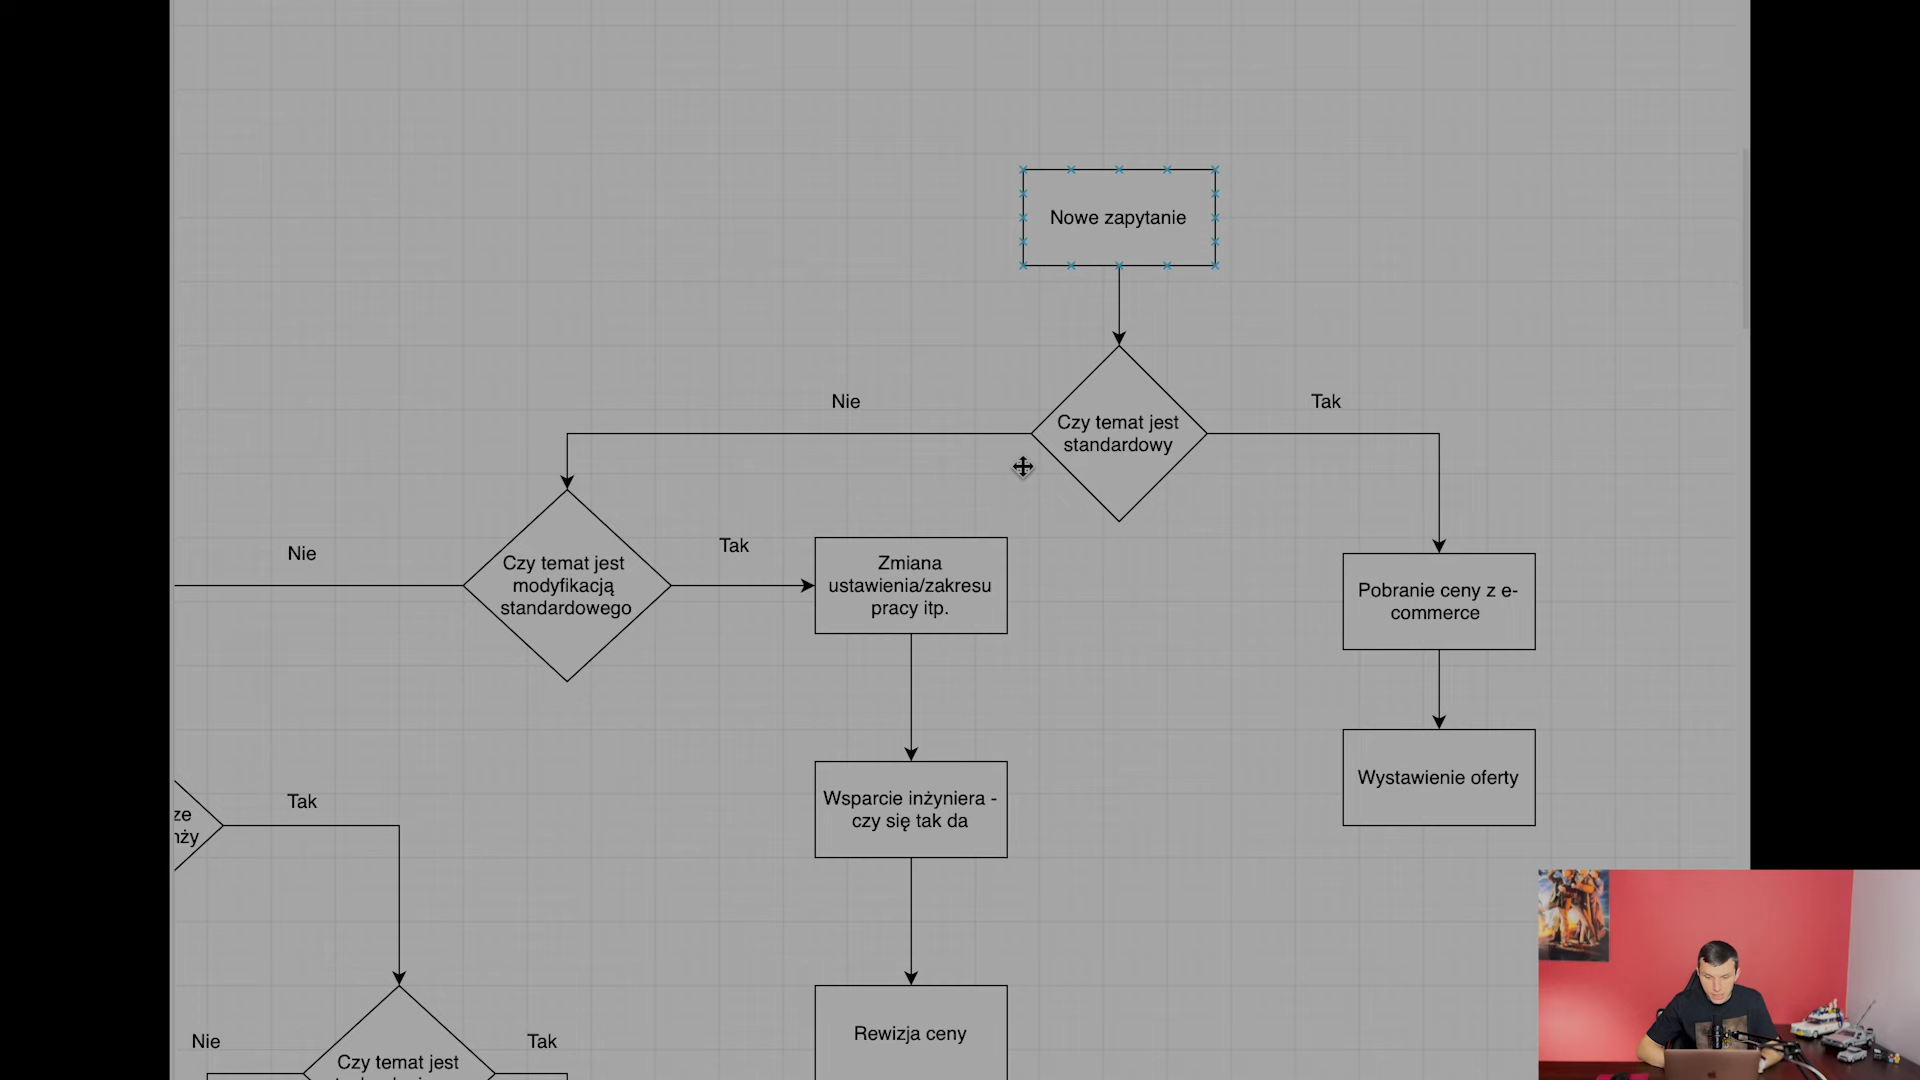 Nowe zapytanie
Nie
Tak
Czy temat jest
standardowy
Nie
Czy temat jest
modyfikacją
standardowego
Tak
Zmiana
ustawienia/zakresu
pracy itp.
Pobranie ceny z e-
commerce
Wystawienie oferty
Tak
Wsparcie inżyniera -
czy się tak da
Nie
Czy temat jest
Tak
Rewizja ceny